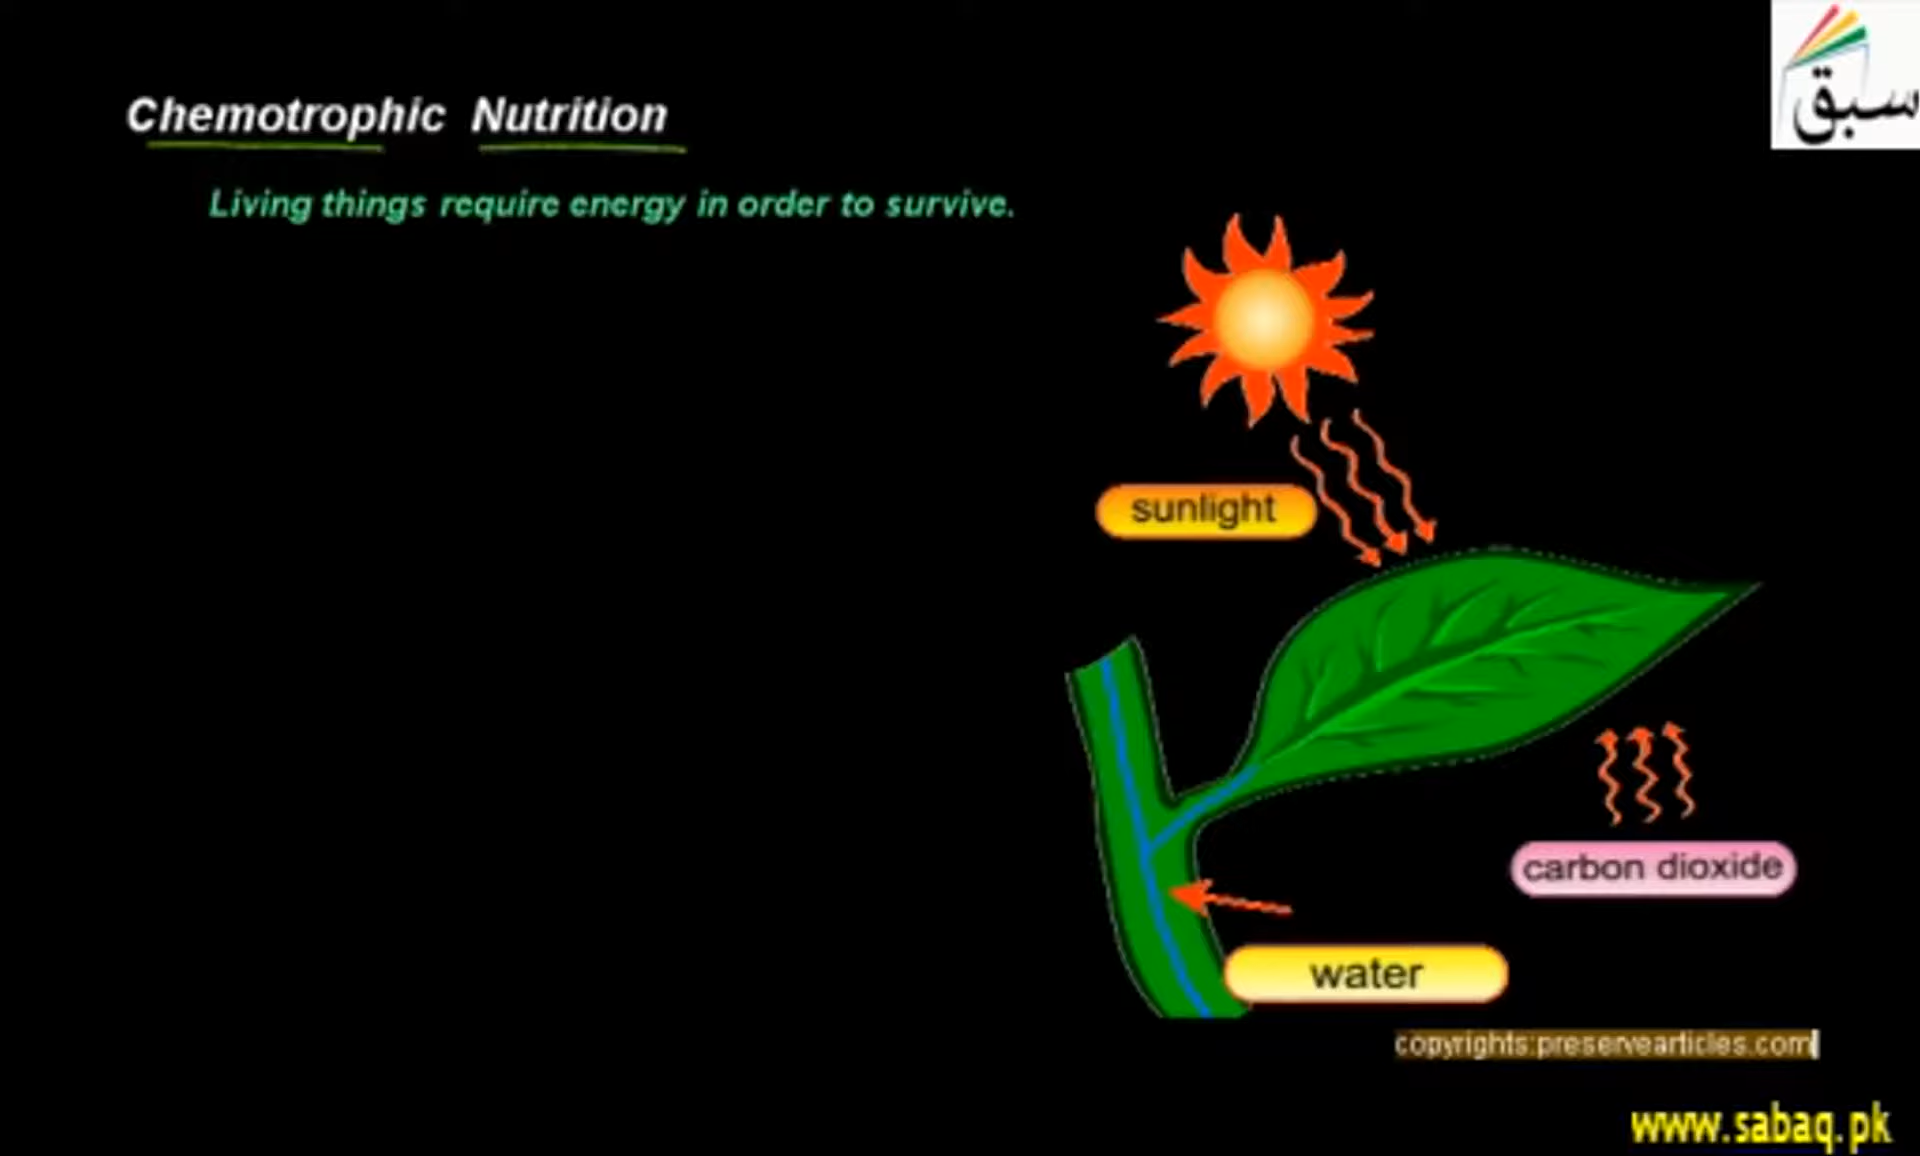 سبق
Chemotrophic Nutrition
Living things require energy in order to survive.
sunlight
carbon dioxide
water
copyrights:preservearticles.com
www.sabaq.pk